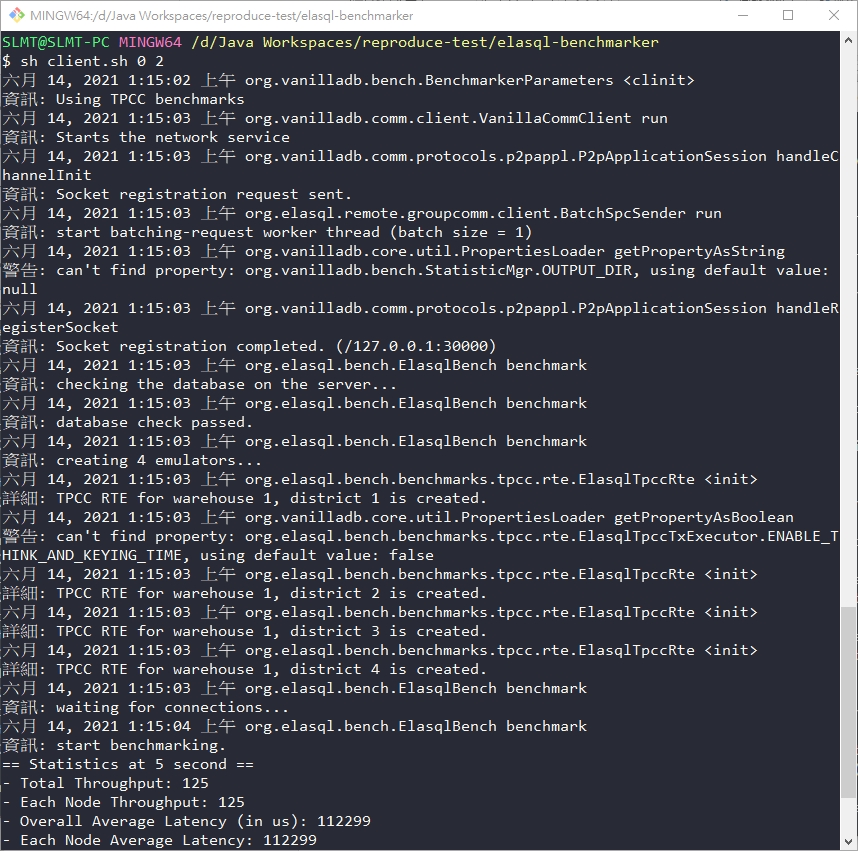 MINGW64:/d/Java Workspaces/reproduce-test/elasql-benchmarker
SLMT@SLMT-PC MINGW64 /d/Java Workspaces/reproduce-test/elasql-benchmarker
$ sh client.sh 0 2
六月 14, 2021 1:15:02 上午 org.vanilladb.bench.BenchmarkerParameters <clinit>
資訊: Using TPCC benchmarks
六月 14, 2021 1:15:03 上午 org.vanilladb.comm.client.VanillaCommClient run
資訊: Starts the network service
六月 14, 2021 1:15:03 上午 org.vanilladb.comm.protocols.p2pappl.P2pApplicationSession handleC
hannelInit
資訊: Socket registration request sent.
六月 14, 2021 1:15:03 上午 org.elasql.remote.groupcomm.client.BatchSpcSender run
資訊: start batching-request worker thread (batch size = 1)
六月 14, 2021 1:15:03 上午 org.vanilladb.core.util.PropertiesLoader getPropertyAsString
警告: can't find property: org.vanilladb.bench.StatisticMgr.OUTPUT_DIR, using default value:
null
六月 14, 2021 1:15:03 上午 org.vanilladb.comm.protocols.p2pappl.P2pApplicationSession handleR
egisterSocket
資訊: Socket registration completed. (/127.0.0.1:30000)
六月 14, 2021 1:15:03 上午 org.elasql.bench.ElasqlBench benchmark
資訊: checking the database on the server...
六月 14, 2021 1:15:03 上午 org.elasql.bench.ElasqlBench benchmark
資訊: database check passed.
六月 14, 2021 1:15:03 上午 org.elasql.bench.ElasqlBench benchmark
資訊: creating 4 emulators...
六月 14, 2021 1:15:03 上午 org.elasql.bench.benchmarks.tpcc.rte.ElasqlTpccRte <init>
詳細: TPCC RTE for warehouse 1, district 1 is created.
六月 14, 2021 1:15:03 上午 org.vanilladb.core.util.PropertiesLoader getPropertyAsBoolean
警告: can't find property: org.elasql.bench.benchmarks.tpcc.rte.ElasqlTpccTxExecutor.ENABLE_T
HINK_AND_KEYING_TIME, using default value: false
六月 14, 2021 1:15:03 上午 org.elasql.bench.benchmarks.tpcc.rte.ElasqlTpccRte <init>
詳細: TPCC RTE for warehouse 1, district 2 is created.
六月 14, 2021 1:15:03 上午 org.elasql.bench.benchmarks.tpcc.rte.ElasqlTpccRte <init>
詳細: TPCC RTE for warehouse 1, district 3 is created.
六月 14, 2021 1:15:03 上午 org.elasql.bench.benchmarks.tpcc.rte.ElasqlTpccRte <init>
詳細: TPCC RTE for warehouse 1, district 4 is created.
六月 14, 2021 1:15:03 上午 org.elasql.bench.ElasqlBench benchmark
資訊: waiting for connections...
六月 14, 2021 1:15:04 上午 org.elasql.bench.ElasqlBench benchmark
資訊: start benchmarking.
== Statistics at 5 second ==
- Total Throughput: 125
- Each Node Throughput: 125
- Overall Average Latency (in us): 112299
- Each Node Average Latency: 112299